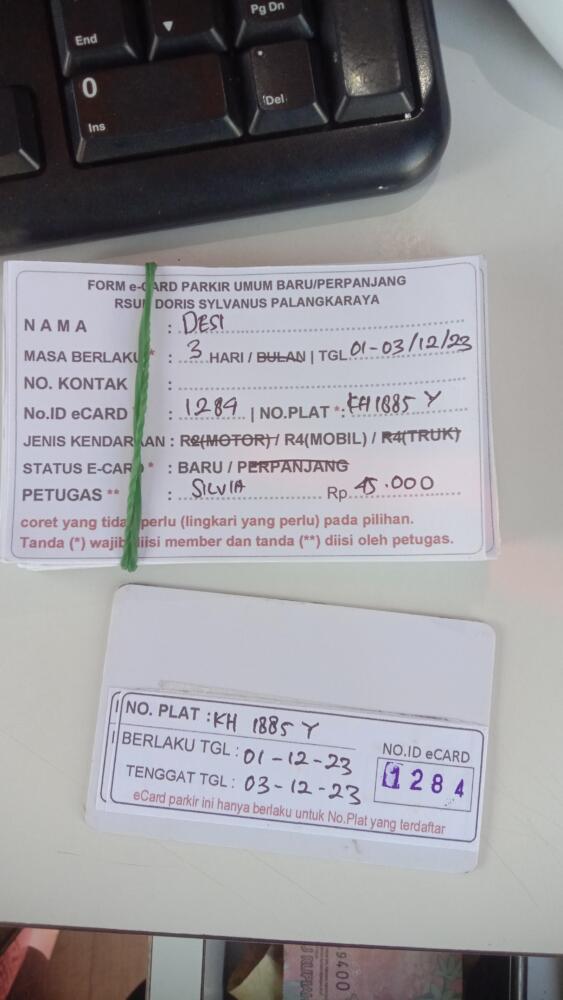 End
Pg Dn
0
Ins
Del
FORM e-CARD PARKIR UMUM BARU/PERPANJANG
RSUD DORIS SYLVANUS PALANGKARAYA
NAMA : DESI
MASA BERLAKU * : 3 HARI / BULAN | TGL 01-03/12/23
NO. KONTAK :
No.ID eCARD : 1284 | NO.PLAT *: KH 1885 Y
JENIS KENDARAAN : R2(MOTOR) / R4(MOBIL) / R4(TRUK)
STATUS E-CARD * : BARU / PERPANJANG
PETUGAS ** : SILVIA Rp 45.000
coret yang tidak perlu (lingkari yang perlu) pada pilihan.
Tanda (*) wajib diisi member dan tanda (**) diisi oleh petugas.
NO. PLAT : KH 1885 Y
BERLAKU TGL : 01-12-23
NO.ID eCARD
TENGGAT TGL : 03-12-23
1284
eCard parkir ini hanya berlaku untuk No.Plat yang terdaftar